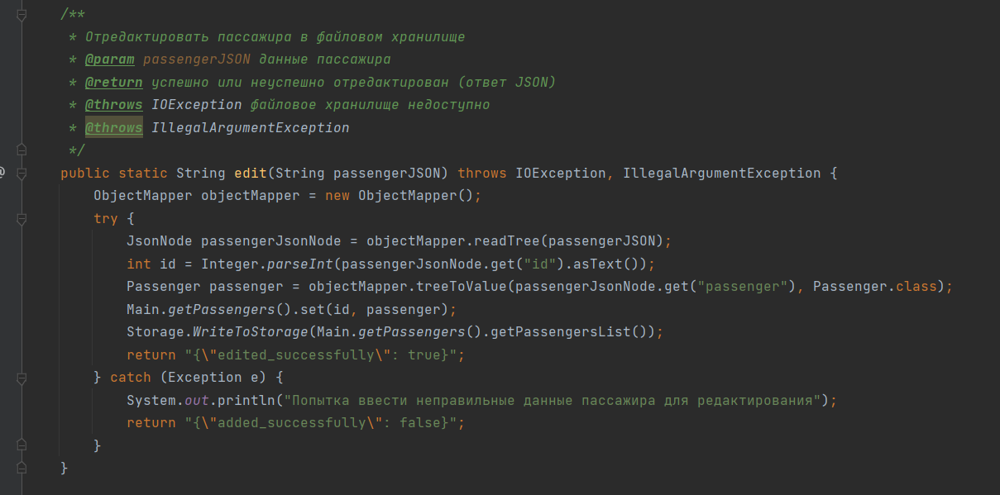 /**
 * Отредактировать пассажира в файловом хранилище
 * @param passengerJSON данные пассажира
 * @return успешно или неуспешно отредактирован (ответ JSON)
 * @throws IOException файловое хранилище недоступно
 * @throws IllegalArgumentException
 */
@ public static String edit(String passengerJSON) throws IOException, IllegalArgumentException {
    ObjectMapper objectMapper = new ObjectMapper();
    try {
        JsonNode passengerJsonNode = objectMapper.readTree(passengerJSON);
        int id = Integer.parseInt(passengerJsonNode.get("id").asText());
        Passenger passenger = objectMapper.treeToValue(passengerJsonNode.get("passenger"), Passenger.class);
        Main.getPassengers().set(id, passenger);
        Storage.WriteToStorage(Main.getPassengers().getPassengersList());
        return "{\"edited_successfully\": true}";
    } catch (Exception e) {
        System.out.println("Попытка ввести неправильные данные пассажира для редактирования");
        return "{\"added_successfully\": false}";
    }
}